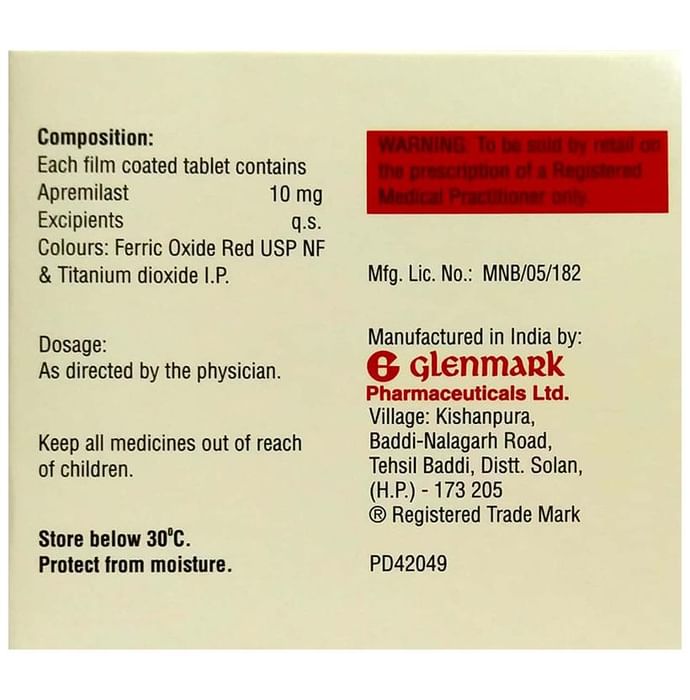 Composition:
Each film coated tablet contains
Apremilast 10 mg
Excipients q.s.
Colours: Ferric Oxide Red USP NF
& Titanium dioxide I.P.
Dosage:
As directed by the physician.
Keep all medicines out of reach
of children.
Store below 30⁰C.
Protect from moisture.
WARNING: To be sold by retail on
the prescription of a Registered
Medical Practitioner only.
Mfg. Lic. No.: MNB/05/182
Manufactured in India by:
G glenmark
Pharmaceuticals Ltd.
Village: Kishanpura,
Baddi-Nalagarh Road,
Tehsil Baddi, Distt. Solan,
(H.P.) - 173 205
® Registered Trade Mark
PD42049